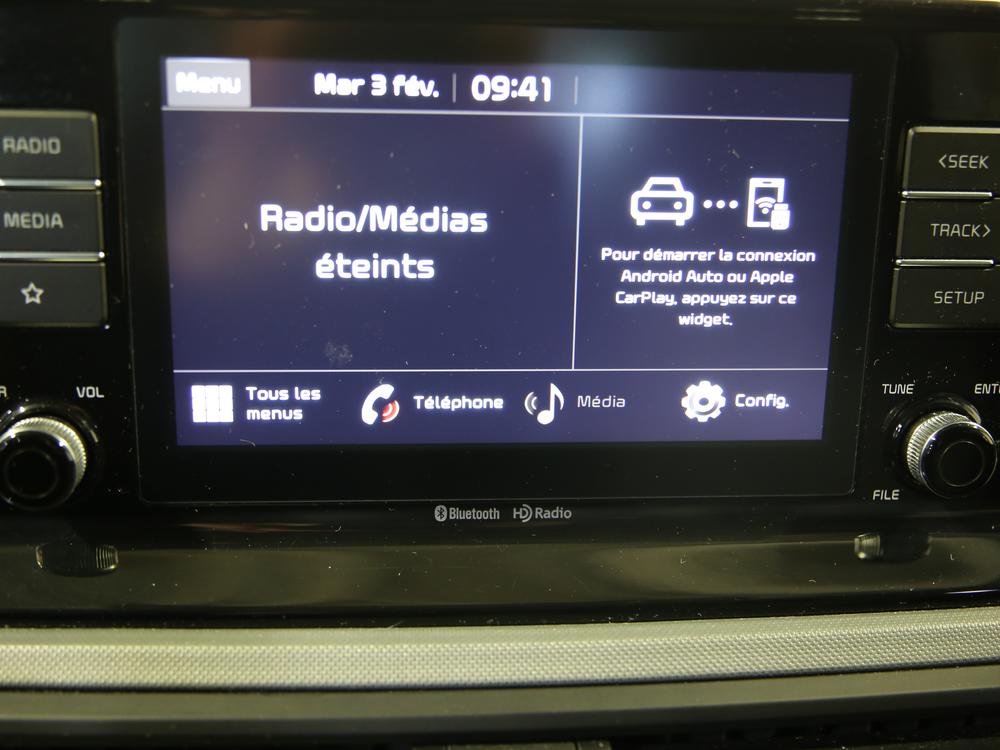 Menu
Mar 3 fév.
09:41
RADIO
MEDIA
Radio/Médias
éteints
Pour démarrer la connexion
Android Auto ou Apple
CarPlay, appuyez sur ce
widget.
<SEEK
TRACK>
SETUP
Tous les
menus
Téléphone
Média
Config.
VOL
TUNE
FILE
Bluetooth
HD Radio